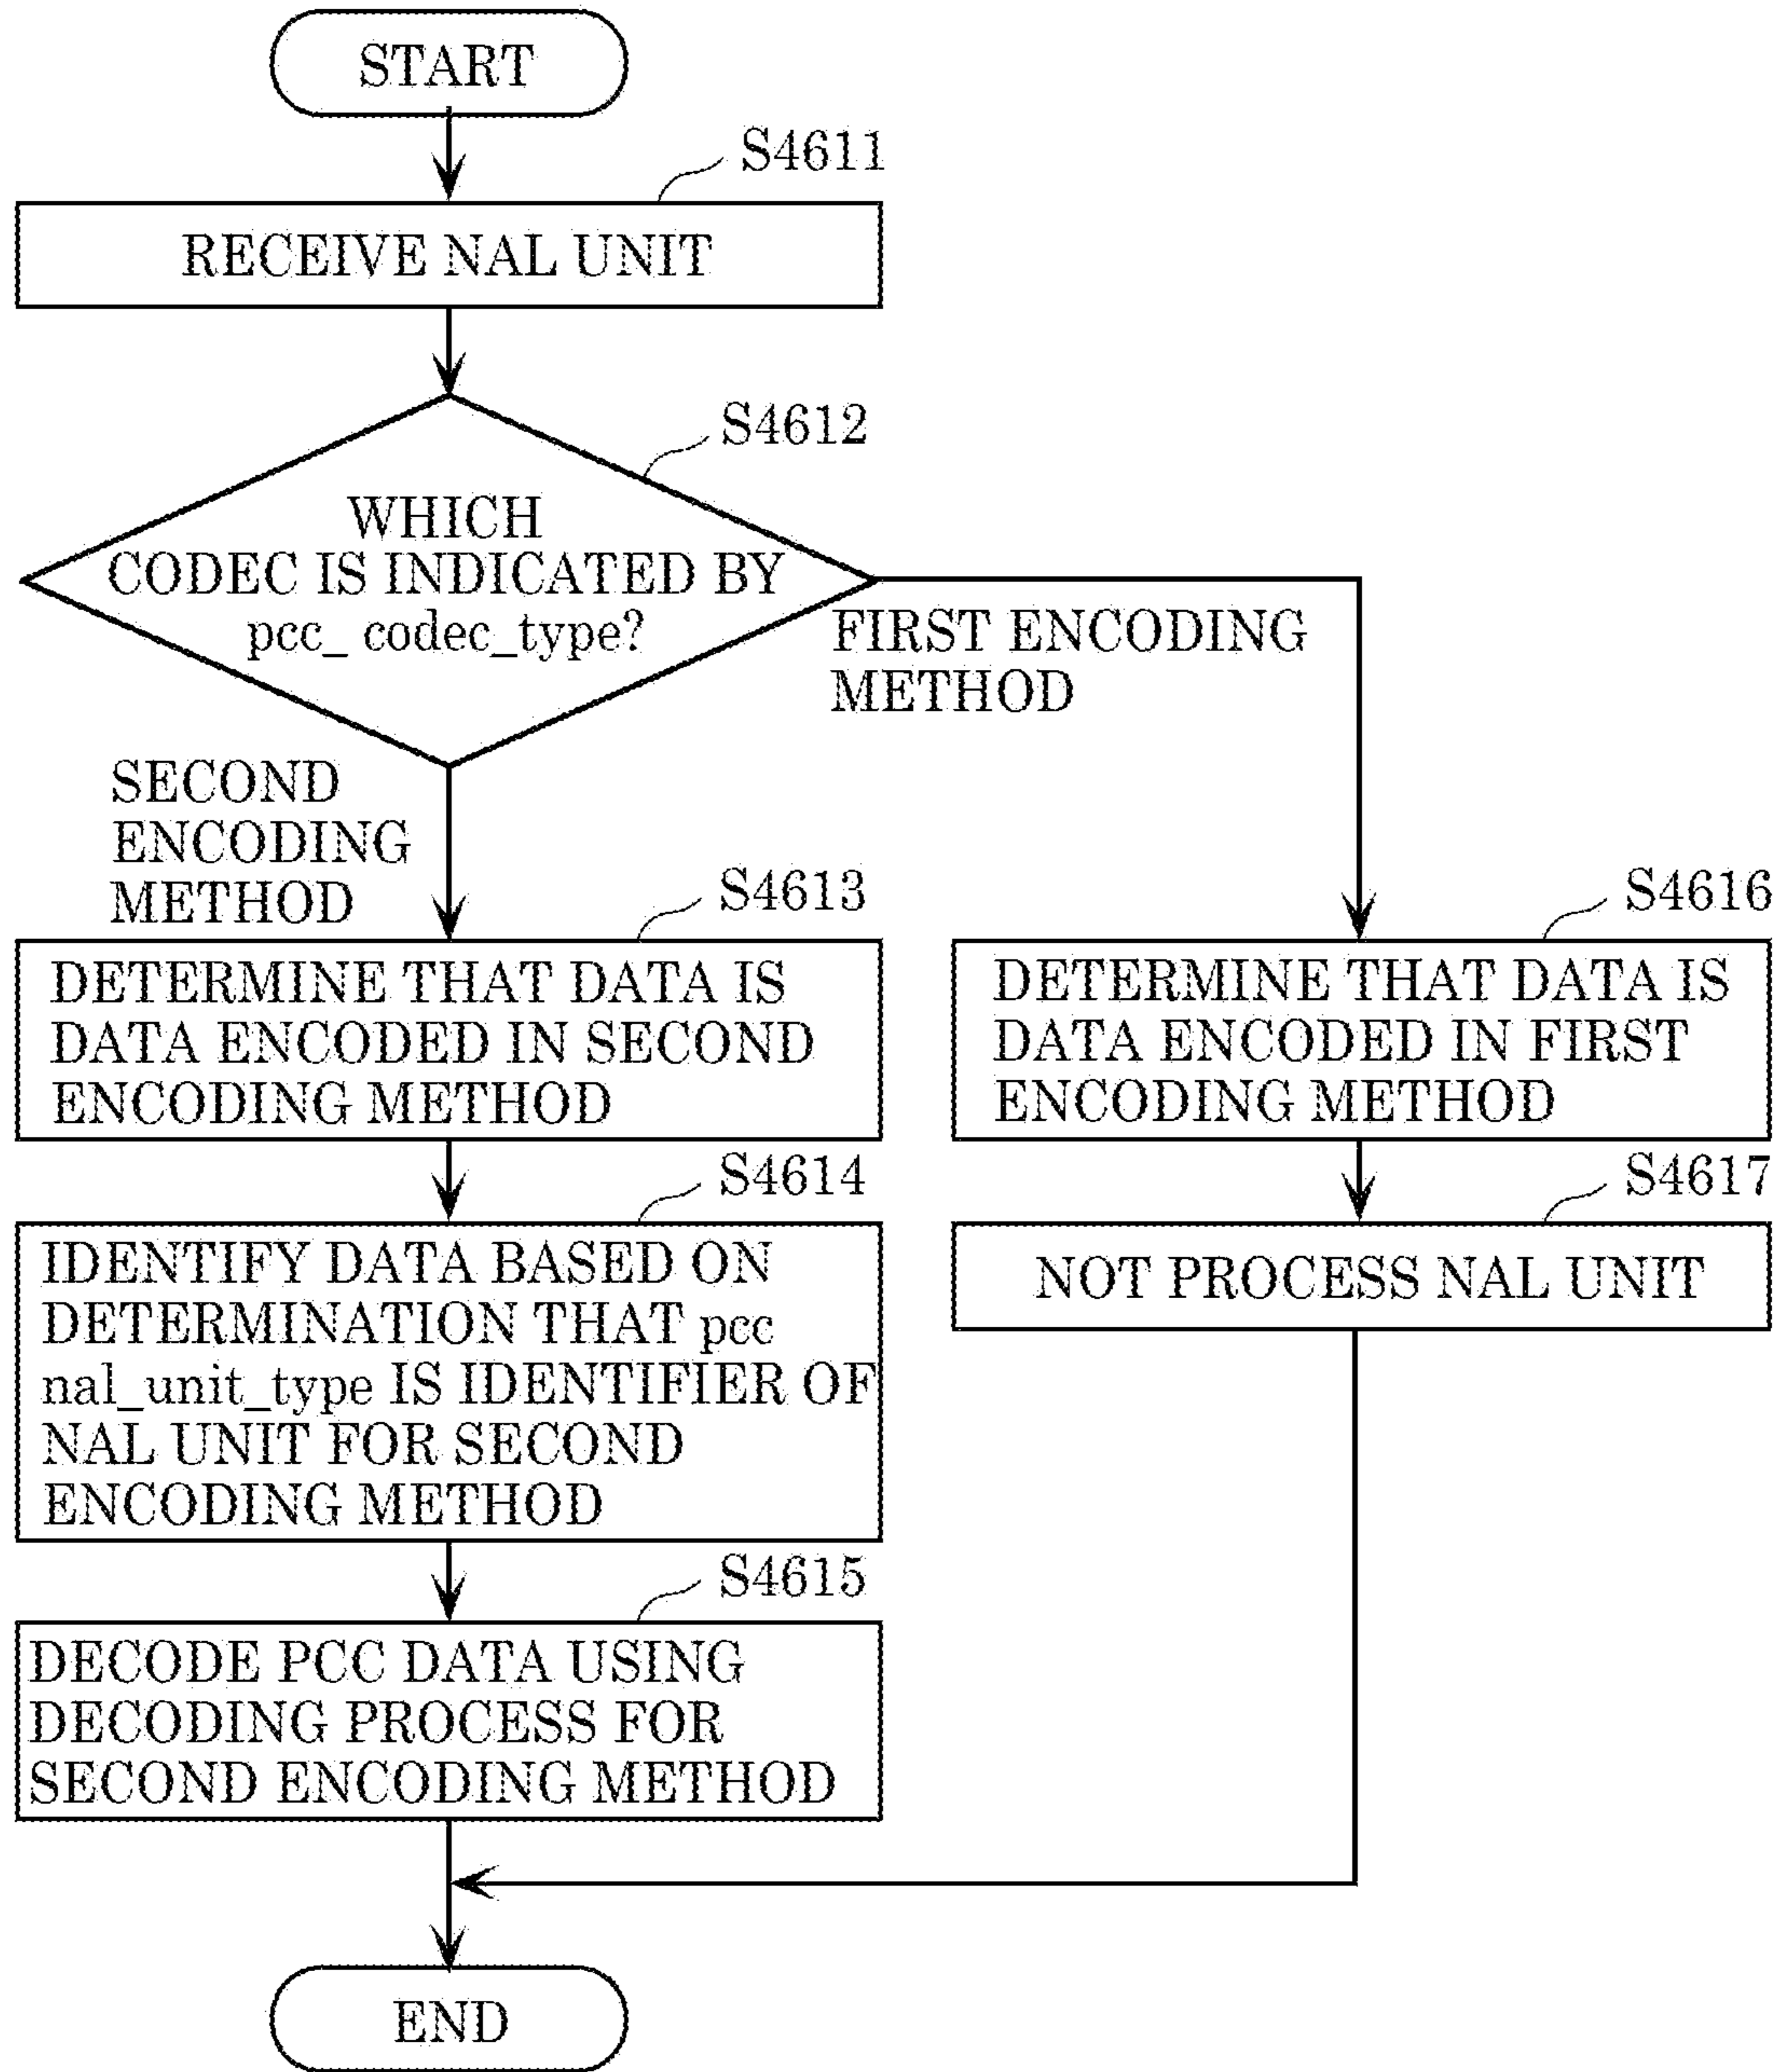 START
S4611
RECEIVE NAL UNIT
S4612
WHICH
CODEC IS INDICATED BY
pcc_ codec_type?
FIRST ENCODING
METHOD
SECOND
ENCODING
METHOD
S4613
DETERMINE THAT DATA IS
DATA ENCODED IN SECOND
ENCODING METHOD
S4616
DETERMINE THAT DATA IS
DATA ENCODED IN FIRST
ENCODING METHOD
S4614
IDENTIFY DATA BASED ON
DETERMINATION THAT pcc
nal_unit_type IS IDENTIFIER OF
NAL UNIT FOR SECOND
ENCODING METHOD
S4617
NOT PROCESS NAL UNIT
S4615
DECODE PCC DATA USING
DECODING PROCESS FOR
SECOND ENCODING METHOD
END